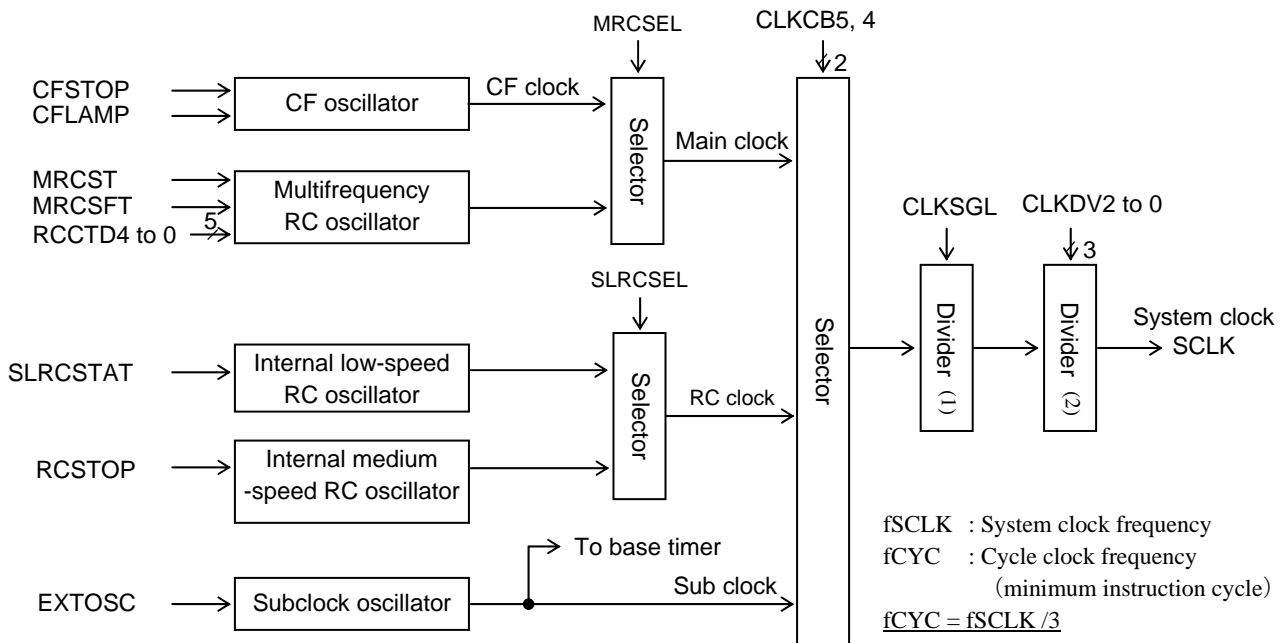 MRCSEL
CLKCB5, 4
2
CFSTOP
CFLAMP
CF oscillator
CF clock
Selector
Main clock
MRCST
MRCSFT
RCCTD4 to 0
5
Multifrequency
RC oscillator
CLKSGL
CLKDV2 to 0
3
SLRCSEL
Selector
Divider (1)
Divider (2)
System clock
SCLK
SLRCSTAT
Internal low-speed
RC oscillator
Selector
RC clock
RCSTOP
Internal medium
-speed RC oscillator
To base timer
EXTOSC
Subclock oscillator
Sub clock
fSCLK : System clock frequency
fCYC : Cycle clock frequency
(minimum instruction cycle)
fCYC = fSCLK /3